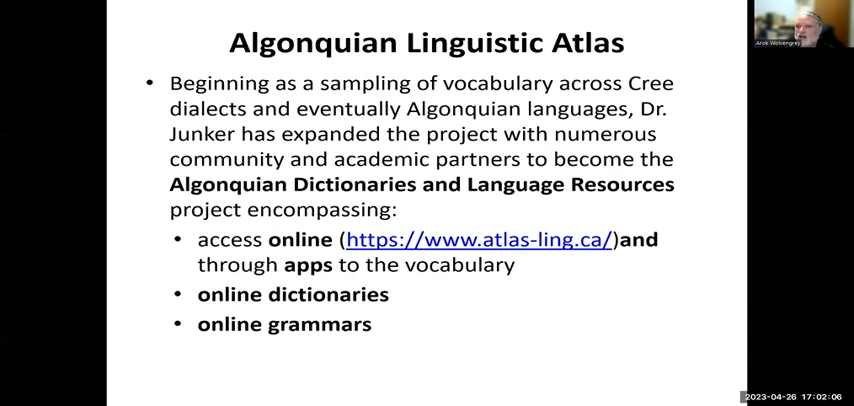 Algonquian Linguistic Atlas
• Beginning as a sampling of vocabulary across Cree
dialects and eventually Algonquian languages, Dr.
Junker has expanded the project with numerous
community and academic partners to become the
Algonquian Dictionaries and Language Resources
project encompassing:
• access online (https://www.atlas-ling.ca/)and
through apps to the vocabulary
• online dictionaries
• online grammars
Arok Wolvengrey
2023-04-26 17:02:06